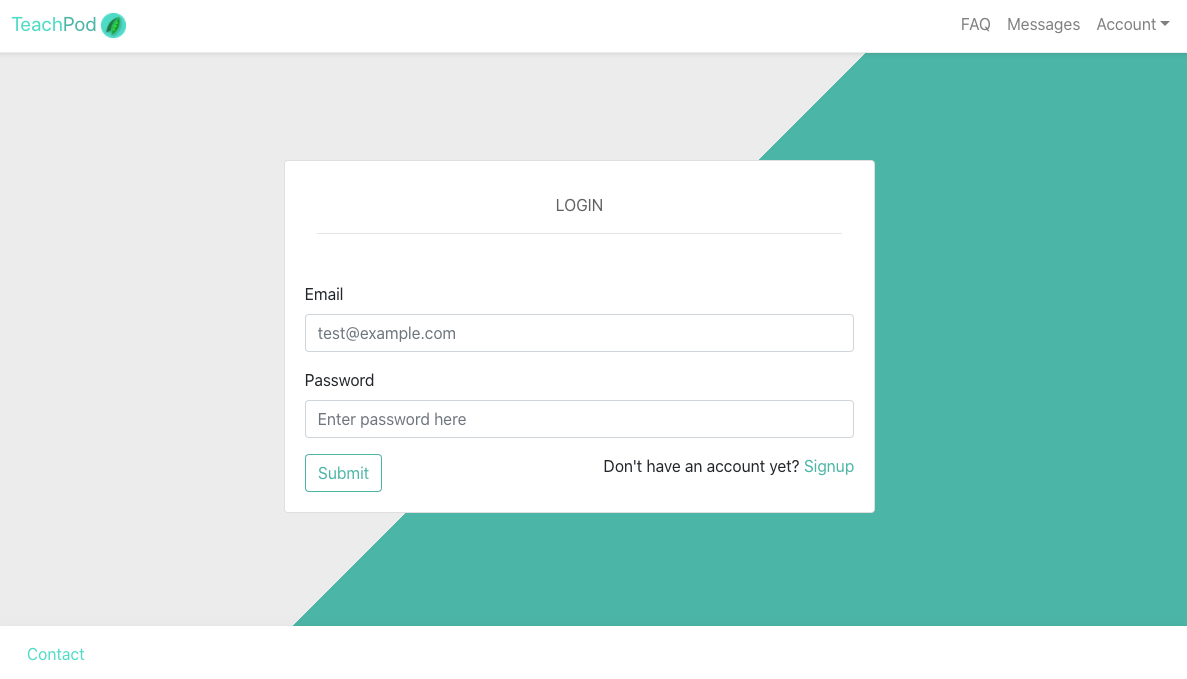 TeachPod
FAQ Messages Account
LOGIN
Email
test@example.com
Password
Enter password here
Submit
Don't have an account yet? Signup
Contact